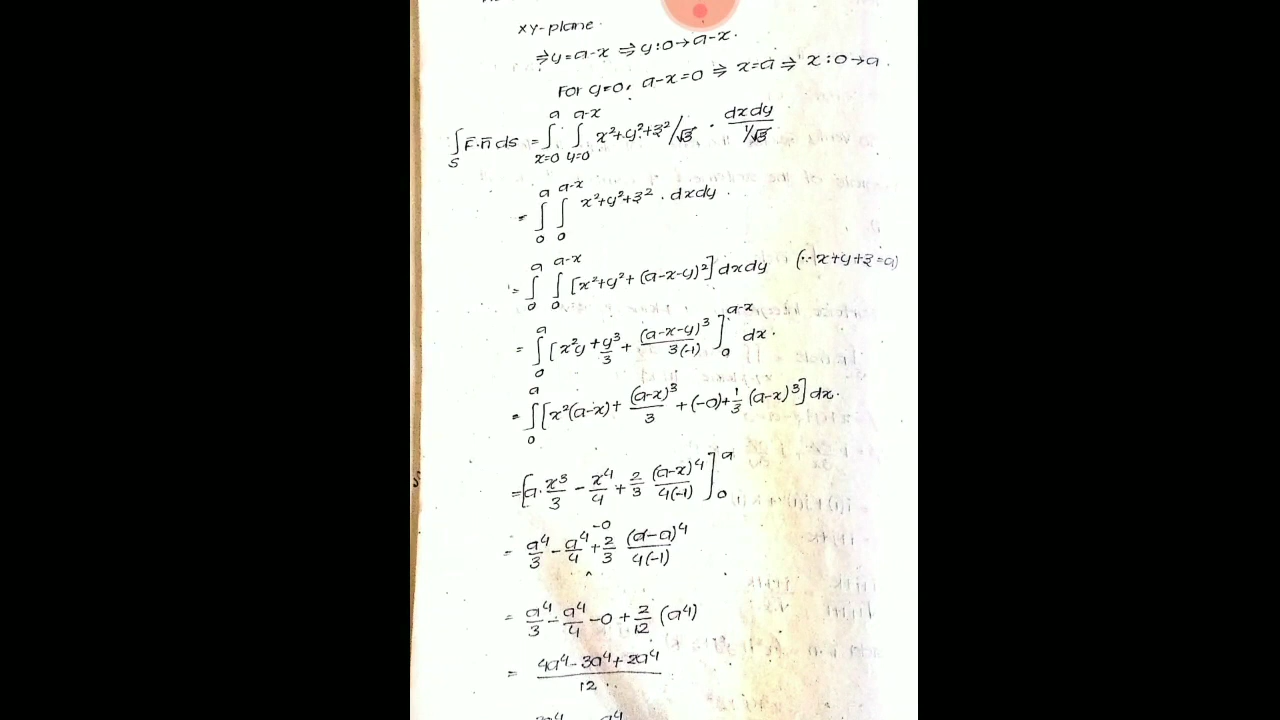 xy-plane.
⇒y=a-x ⇒y:0→a-x.
For y=0, a-x=0 ⇒ x=a ⇒ x:0→a.
∫_S F̄·n̄ ds = ∫_{x=0}^{a} ∫_{y=0}^{a-x} x²+y²+z²/√3 · dxdy/(1/√3)
= ∫_0^a ∫_0^{a-x} x²+y²+z² · dxdy.
= ∫_0^a ∫_0^{a-x} [x²+y²+(a-x-y)²] dxdy (∵x+y+z=a)
= ∫_0^a [x²y + y³/3 + (a-x-y)³/3(-1)]_0^{a-x} dx.
= ∫_0^a [x²(a-x) + (a-x)³/3 + (-0) + 1/3 (a-x)³] dx.
= [a·x³/3 - x⁴/4 + 2/3 (a-x)⁴/4(-1)]_0^a
= a⁴/3 - a⁴/4 -0 + 2/3 (a-a)⁴/4(-1)
= a⁴/3 - a⁴/4 -0 + 2/12 (a⁴)
= 4a⁴-3a⁴+2a⁴/12